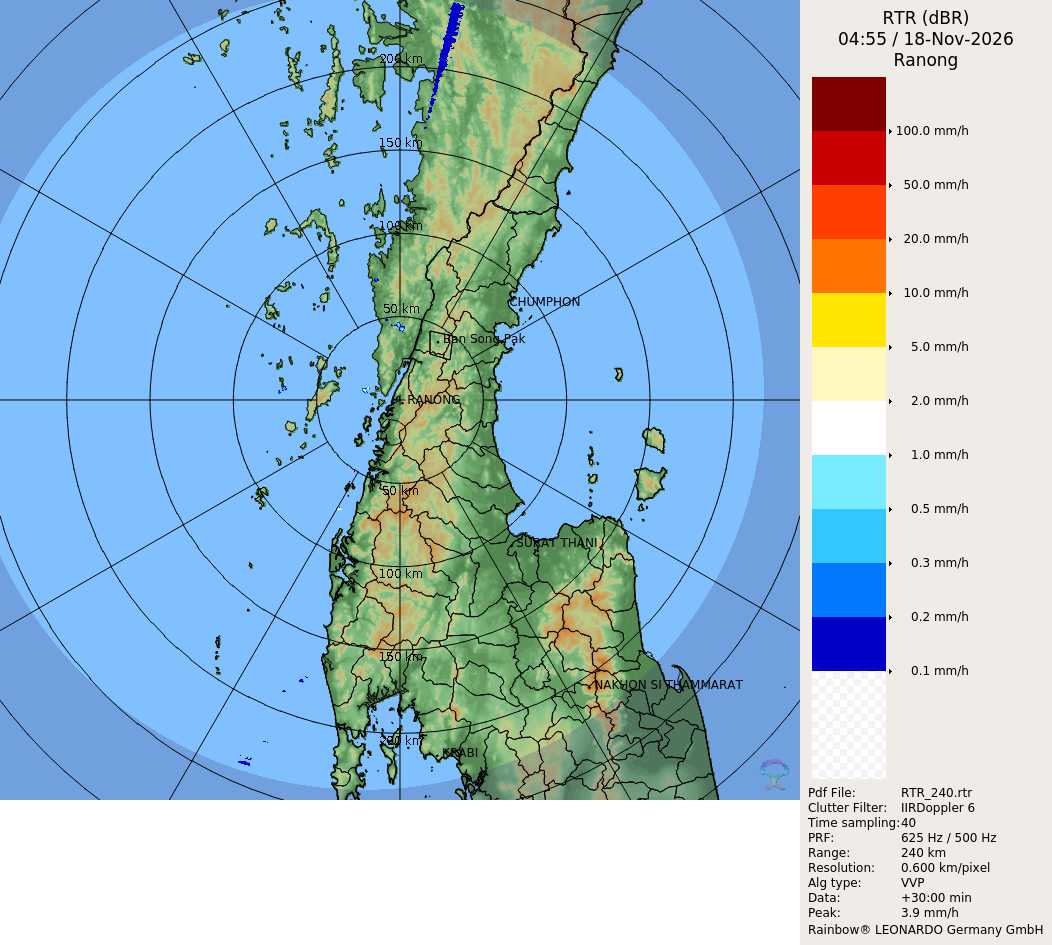 RTR (dBR)
04:55 / 18-Nov-2026
Ranong
200 km
150 km
100 km
50 km
CHUMPHON
Ban Song Pak
RANONG
50 km
SURAT THANI
100 km
150 km
NAKHON SI THAMMARAT
200 km
KRABI
100.0 mm/h
50.0 mm/h
20.0 mm/h
10.0 mm/h
5.0 mm/h
2.0 mm/h
1.0 mm/h
0.5 mm/h
0.3 mm/h
0.2 mm/h
0.1 mm/h
Pdf File: RTR_240.rtr
Clutter Filter: IIRDoppler 6
Time sampling: 40
PRF: 625 Hz / 500 Hz
Range: 240 km
Resolution: 0.600 km/pixel
Alg type: VVP
Data: +30:00 min
Peak: 3.9 mm/h
Rainbow® LEONARDO Germany GmbH